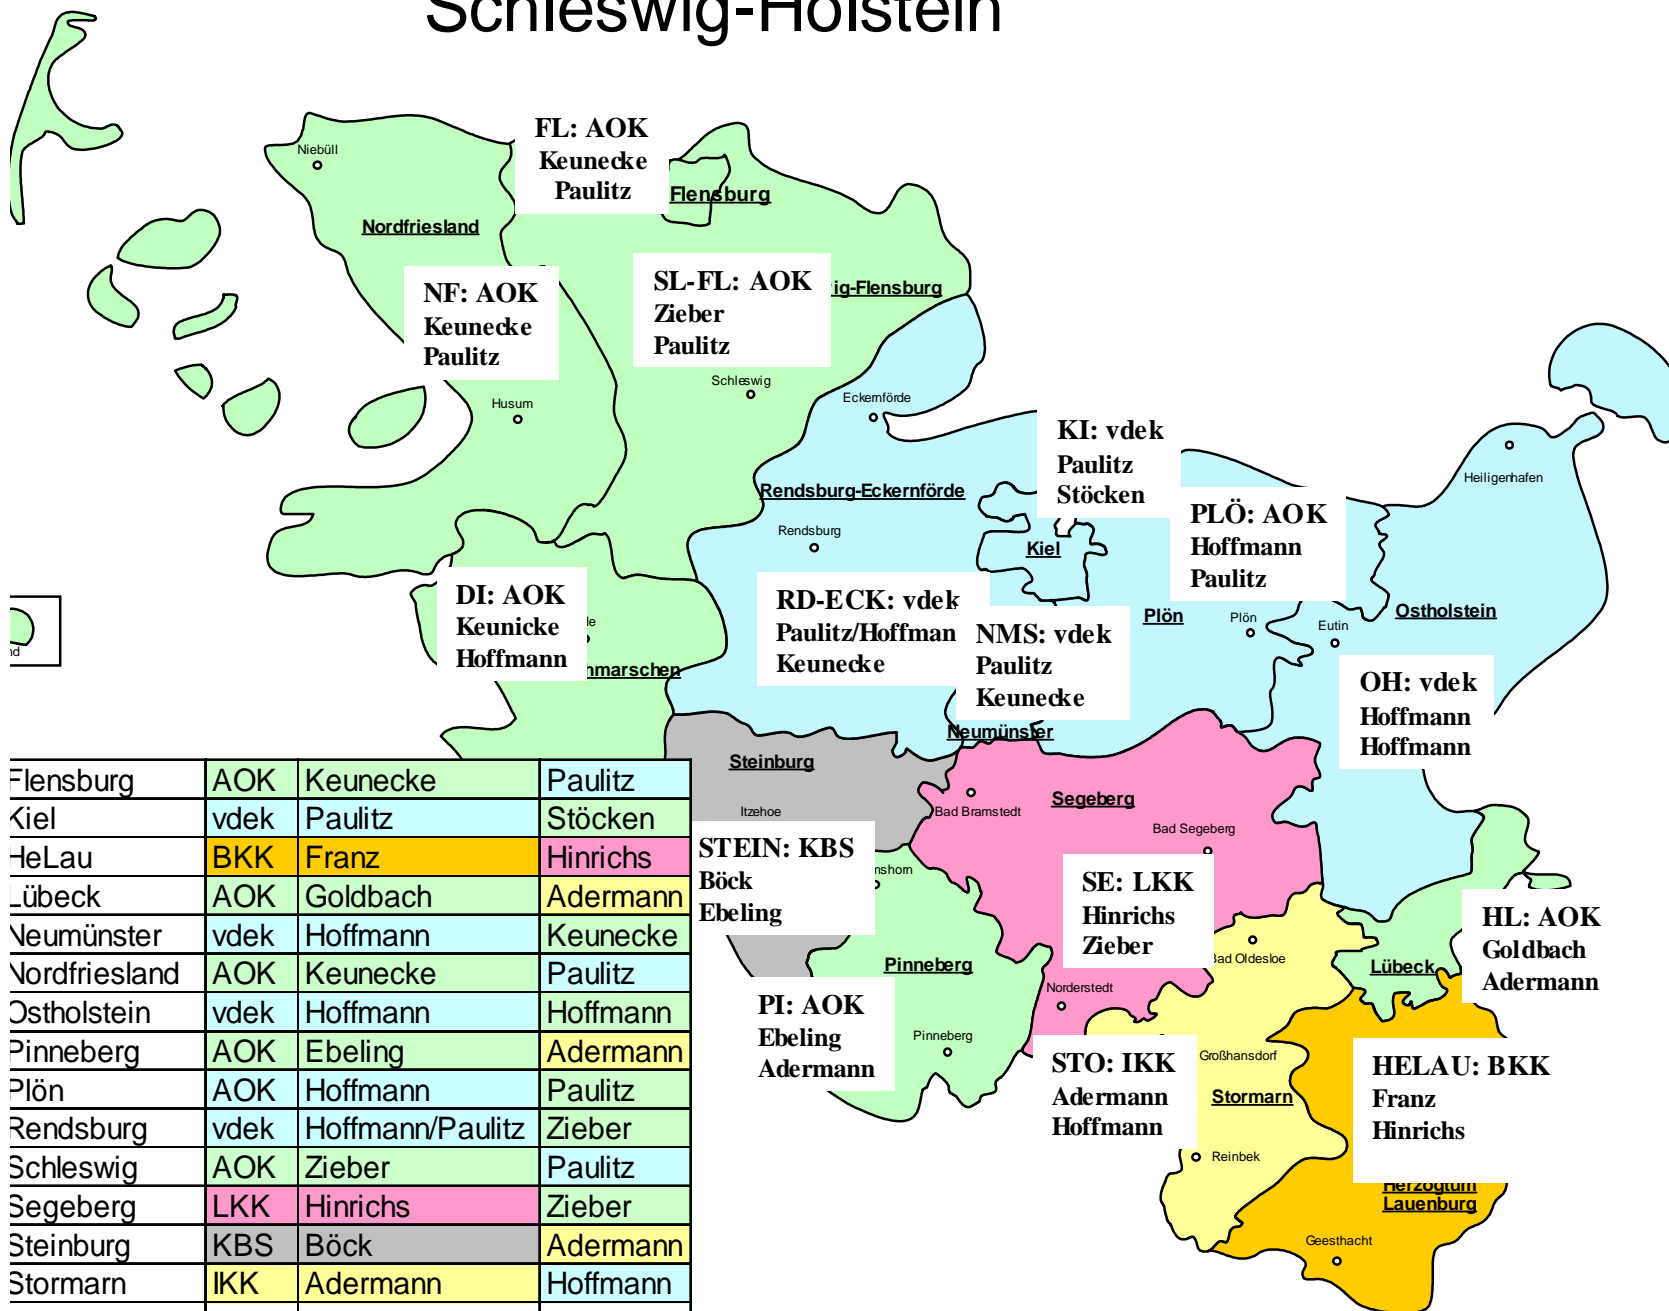 Schleswig-Holstein
FL: AOK
Keunecke
Paulitz
Niebüll
Flensburg
Nordfriesland
NF: AOK
Keunecke
Paulitz
SL-FL: AOK
Zieber
Paulitz
ig-Flensburg
Schleswig
Husum
Eckernförde
KI: vdek
Paulitz
Stöcken
Heiligenhafen
Rendsburg-Eckernförde
Rendsburg
Kiel
PLÖ: AOK
Hoffmann
Paulitz
DI: AOK
Keunicke
Hoffmann
hmarschen
RD-ECK: vdek
Paulitz/Hoffman
Keunecke
NMS: vdek
Paulitz
Keunecke
Neumünster
Plön
Plön
Eutin
Ostholstein
OH: vdek
Hoffmann
Hoffmann
Steinburg
Itzehoe
STEIN: KBS
Böck
Ebeling
Bad Bramstedt
Segeberg
Bad Segeberg
SE: LKK
Hinrichs
Zieber
mshorn
Pinneberg
PI: AOK
Ebeling
Adermann
Pinneberg
Norderstedt
Bad Oldesloe
Lübeck
HL: AOK
Goldbach
Adermann
STO: IKK
Adermann
Hoffmann
Großhansdorf
Stormarn
Reinbek
HELAU: BKK
Franz
Hinrichs
Herzogtum
Lauenburg
Geesthacht
Flensburg AOK Keunecke Paulitz
Kiel vdek Paulitz Stöcken
HeLau BKK Franz Hinrichs
Lübeck AOK Goldbach Adermann
Neumünster vdek Hoffmann Keunecke
Nordfriesland AOK Keunecke Paulitz
Ostholstein vdek Hoffmann Hoffmann
Pinneberg AOK Ebeling Adermann
Plön AOK Hoffmann Paulitz
Rendsburg vdek Hoffmann/Paulitz Zieber
Schleswig AOK Zieber Paulitz
Segeberg LKK Hinrichs Zieber
Steinburg KBS Böck Adermann
Stormarn IKK Adermann Hoffmann